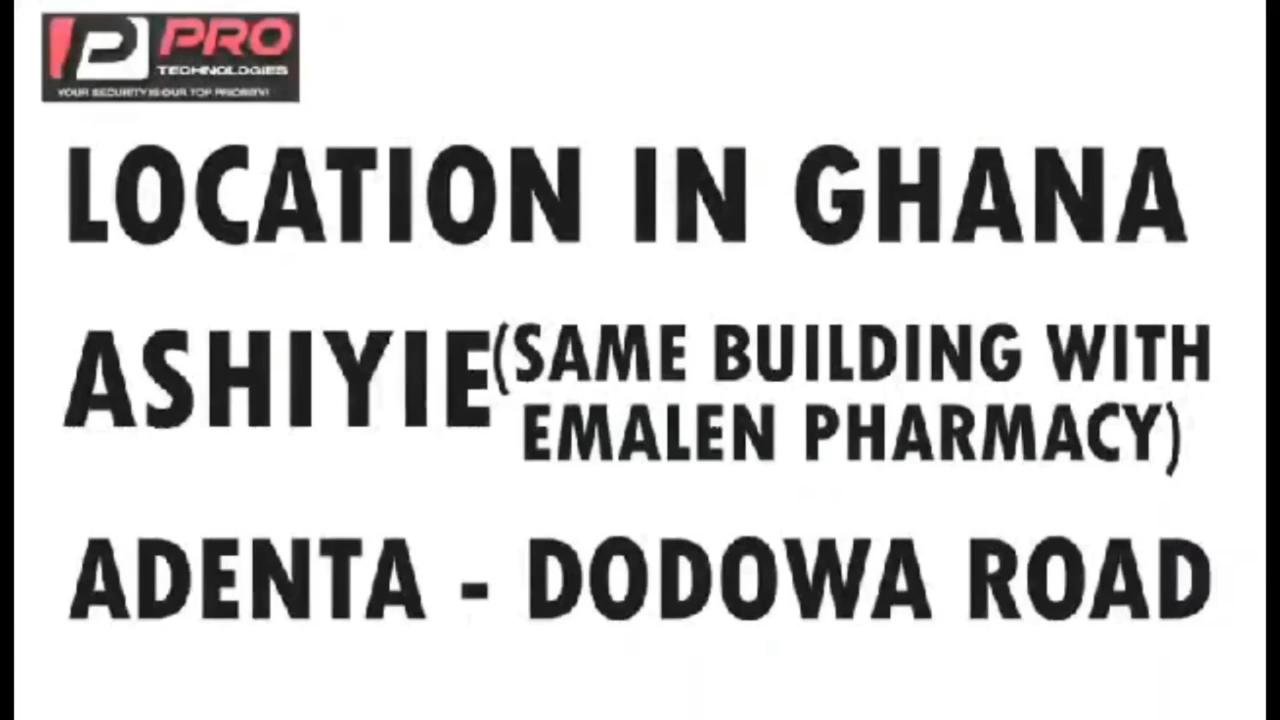 PRO
TECHNOLOGIES
YOUR SECURITY IS OUR TOP PRIORITY!
LOCATION IN GHANA
ASHIYIE (SAME BUILDING WITH
EMALEN PHARMACY)
ADENTA - DODOWA ROAD